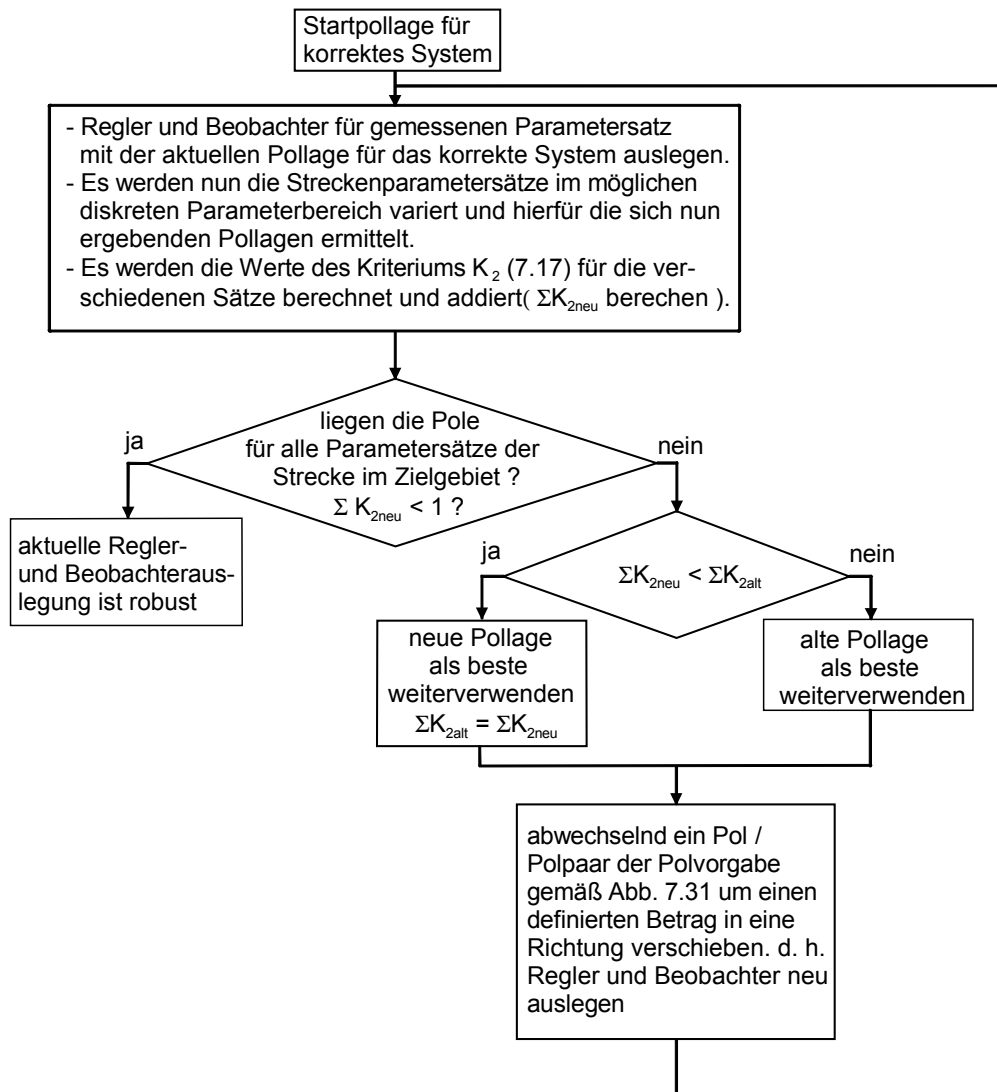 Startpollage für
korrektes System
- Regler und Beobachter für gemessenen Parametersatz
mit der aktuellen Pollage für das korrekte System auslegen.
- Es werden nun die Streckenparametersätze im möglichen
diskreten Parameterbereich variert und hierfür die sich nun
ergebenden Pollagen ermittelt.
- Es werden die Werte des Kriteriums K₂ (7.17) für die ver-
schiedenen Sätze berechnet und addiert( ΣK₂neu berechen ).
liegen die Pole
für alle Parametersätze der
Strecke im Zielgebiet ?
Σ K₂neu < 1 ?
ja
nein
aktuelle Regler-
und Beobachteraus-
legung ist robust
ΣK₂neu < ΣK₂alt
ja
nein
neue Pollage
als beste
weiterverwenden
ΣK₂alt = ΣK₂neu
alte Pollage
als beste
weiterverwenden
abwechselnd ein Pol /
Polpaar der Polvorgabe
gemäß Abb. 7.31 um einen
definierten Betrag in eine
Richtung verschieben. d. h.
Regler und Beobachter neu
auslegen